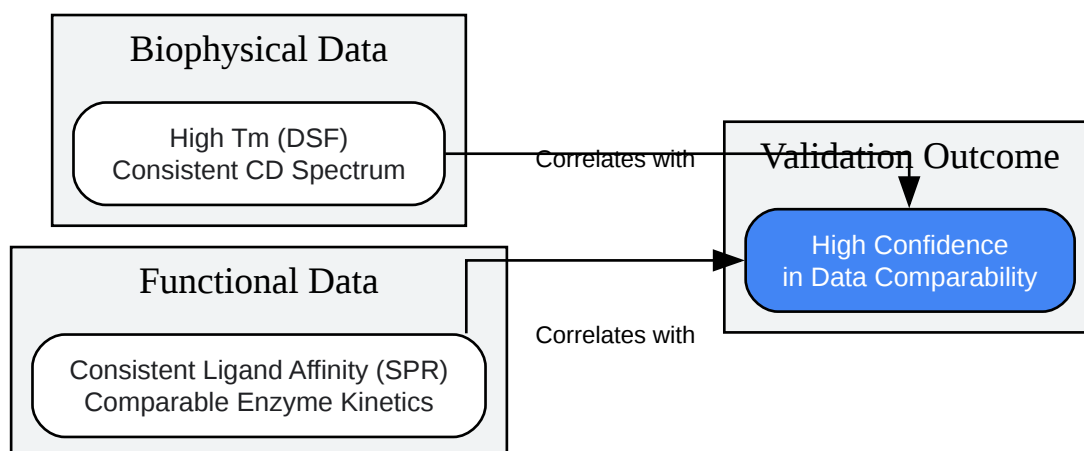 Biophysical Data
High Tm (DSF)
Consistent CD Spectrum
Correlates with
Validation Outcome
High Confidence
in Data Comparability
Functional Data
Correlates with
Consistent Ligand Affinity (SPR)
Comparable Enzyme Kinetics